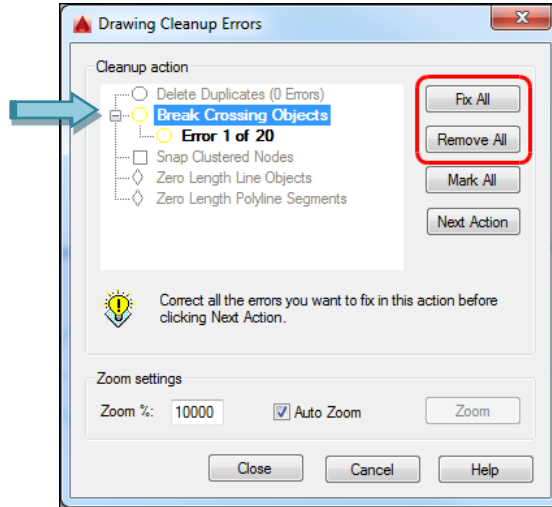 Drawing Cleanup Errors
Cleanup action
Delete Duplicates (0 Errors)
Break Crossing Objects
Error 1 of 20
Snap Clustered Nodes
Zero Length Line Objects
Zero Length Polyline Segments
Fix All
Remove All
Mark All
Next Action
Correct all the errors you want to fix in this action before
clicking Next Action.
Zoom settings
Zoom %: 10000 Auto Zoom Zoom
Close Cancel Help